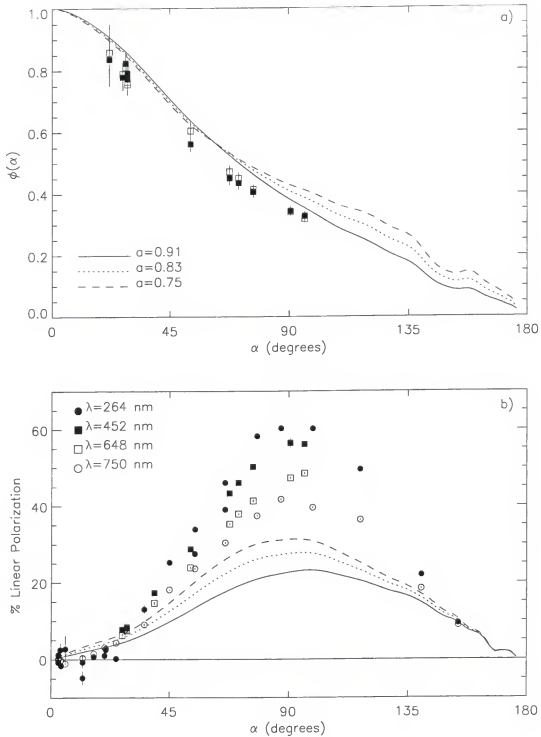 a)
1.0
0.8
0.6
0.4
0.2
0.0
ϕ(α)
a=0.91
a=0.83
a=0.75
0 45 90 135 180
α (degrees)
b)
λ=264 nm
λ=452 nm
λ=648 nm
λ=750 nm
60
40
20
0
% Linear Polarization
0 45 90 135 180
α (degrees)